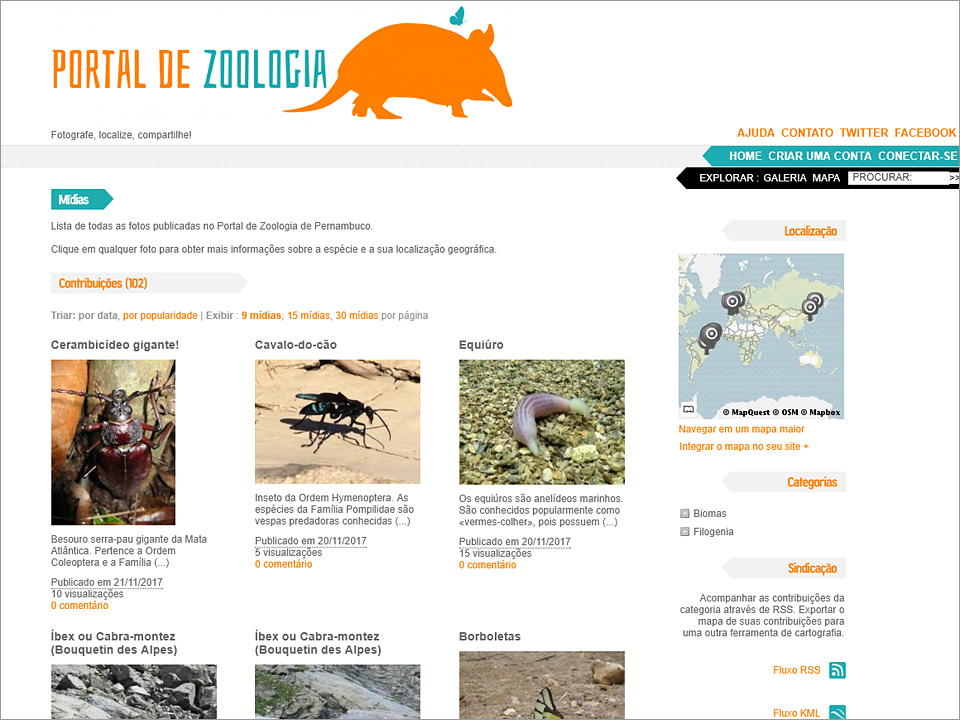 PORTAL DE ZOOLOGIA
Fotografe, localize, compartilhe!
AJUDA CONTATO TWITTER FACEBOOK
HOME CRIAR UMA CONTA CONECTAR-SE
EXPLORAR : GALERIA MAPA PROCURAR: >>
Mídias
Lista de todas as fotos publicadas no Portal de Zoologia de Pernambuco.
Clique em qualquer foto para obter mais informações sobre a espécie e a sua localização geográfica.
Contribuições (102)
Triar: por data, por popularidade | Exibir : 9 mídias, 15 mídias, 30 mídias por página
Cerambicídeo gigante!
Besouro serra-pau gigante da Mata
Atlântica. Pertence a Ordem
Coleoptera e a Família (...)
Publicado em 21/11/2017
10 visualizações
0 comentário
Cavalo-do-cão
Inseto da Ordem Hymenoptera. As
espécies da Família Pompilidae são
vespas predadoras conhecidas (...)
Publicado em 20/11/2017
5 visualizações
0 comentário
Equiúro
Os equiúros são anelídeos marinhos.
São conhecidos popularmente como
«vermes-colher», pois possuem (...)
Publicado em 20/11/2017
15 visualizações
0 comentário
Íbex ou Cabra-montez
(Bouquetin des Alpes)
Íbex ou Cabra-montez
(Bouquetin des Alpes)
Borboletas
Localização
© MapQuest © OSM © Mapbox
Navegar em um mapa maior
Integrar o mapa no seu site +
Categorias
Biomas
Filogenia
Sindicação
Acompanhar as contribuições da
categoria através de RSS. Exportar o
mapa de suas contribuições para
uma outra ferramenta de cartografia.
Fluxo RSS
Fluxo KML